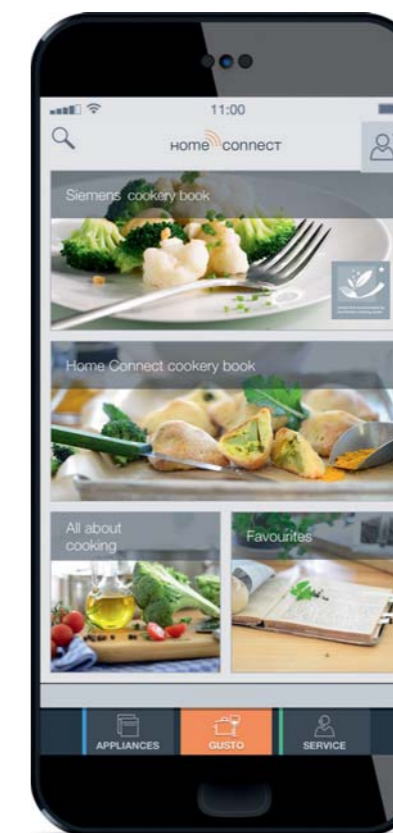 11:00
Home connect
Siemens cookery book
Home Connect cookery book
All about
cooking
Favourites
APPLIANCES
GUSTO
SERVICE